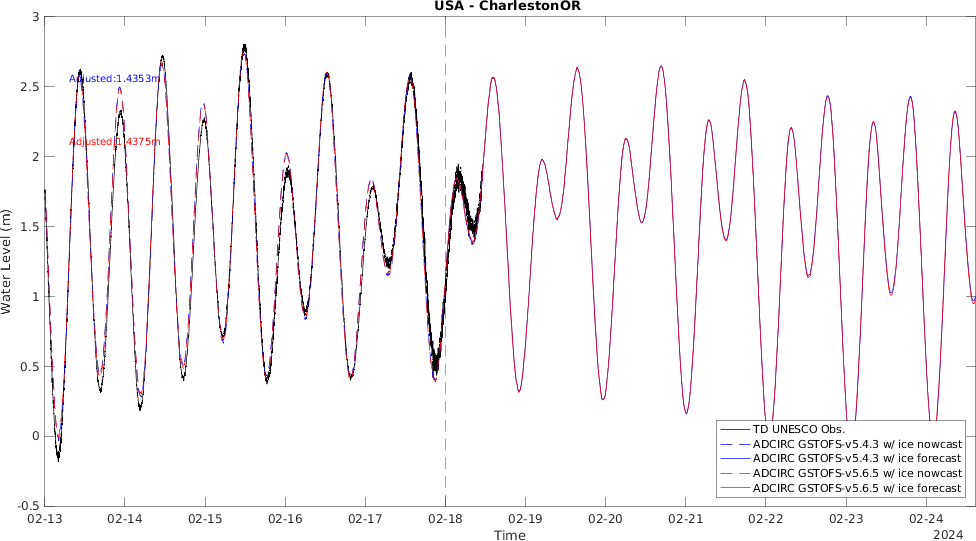 USA - CharlestonOR
3
2.5
2
1.5
1
0.5
0
-0.5
Water Level (m)
Adjusted:1.4353m
Adjusted:1.4375m
TD UNESCO Obs.
ADCIRC GSTOFS-v5.4.3 w/ ice nowcast
ADCIRC GSTOFS-v5.4.3 w/ ice forecast
ADCIRC GSTOFS-v5.6.5 w/ ice nowcast
ADCIRC GSTOFS-v5.6.5 w/ ice forecast
02-13 02-14 02-15 02-16 02-17 02-18 02-19 02-20 02-21 02-22 02-23 02-24
Time
2024